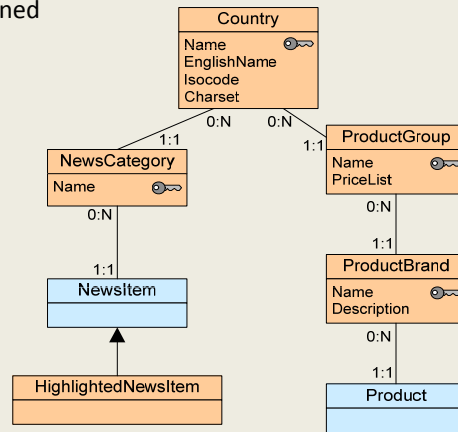 ned
Country
Name
EnglishName
Isocode
Charset
0:N
0:N
1:1
1:1
NewsCategory
Name
ProductGroup
Name
PriceList
0:N
0:N
1:1
1:1
NewsItem
ProductBrand
Name
Description
0:N
1:1
HighlightedNewsItem
Product